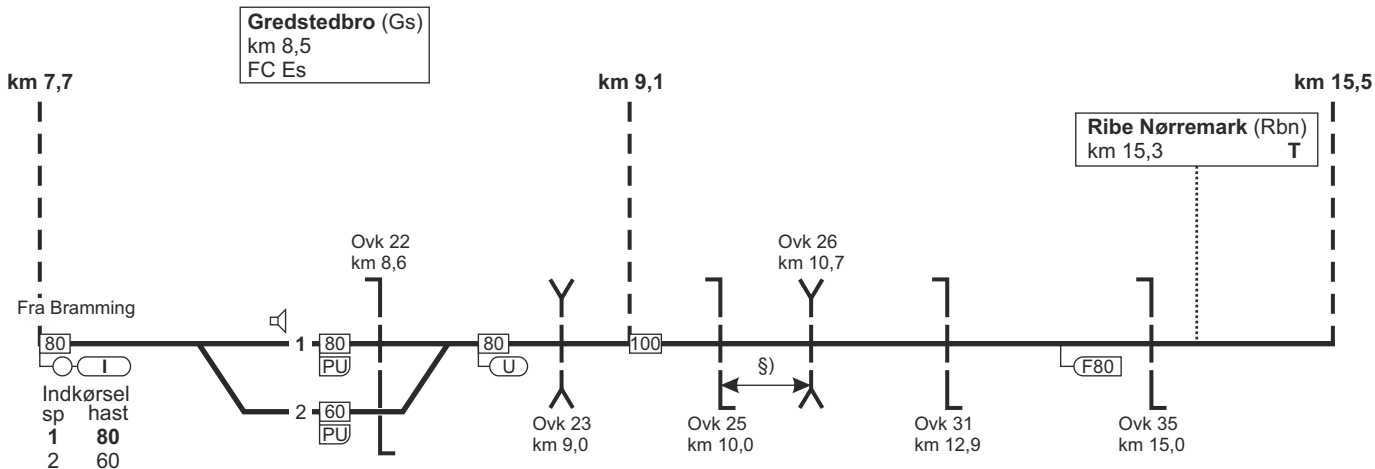 Gredstedbro (Gs)
km 8,5
FC Es
km 7,7
km 9,1
km 15,5
Ribe Nørremark (Rbn)
km 15,3 T
Ovk 22
km 8,6
Ovk 26
km 10,7
Fra Bramming
80
1
80
80
100
I
PU
U
§)
F80
Indkørsel
sp hast
1 80
2 60
2
60
PU
Ovk 23
km 9,0
Ovk 25
km 10,0
Ovk 31
km 12,9
Ovk 35
km 15,0